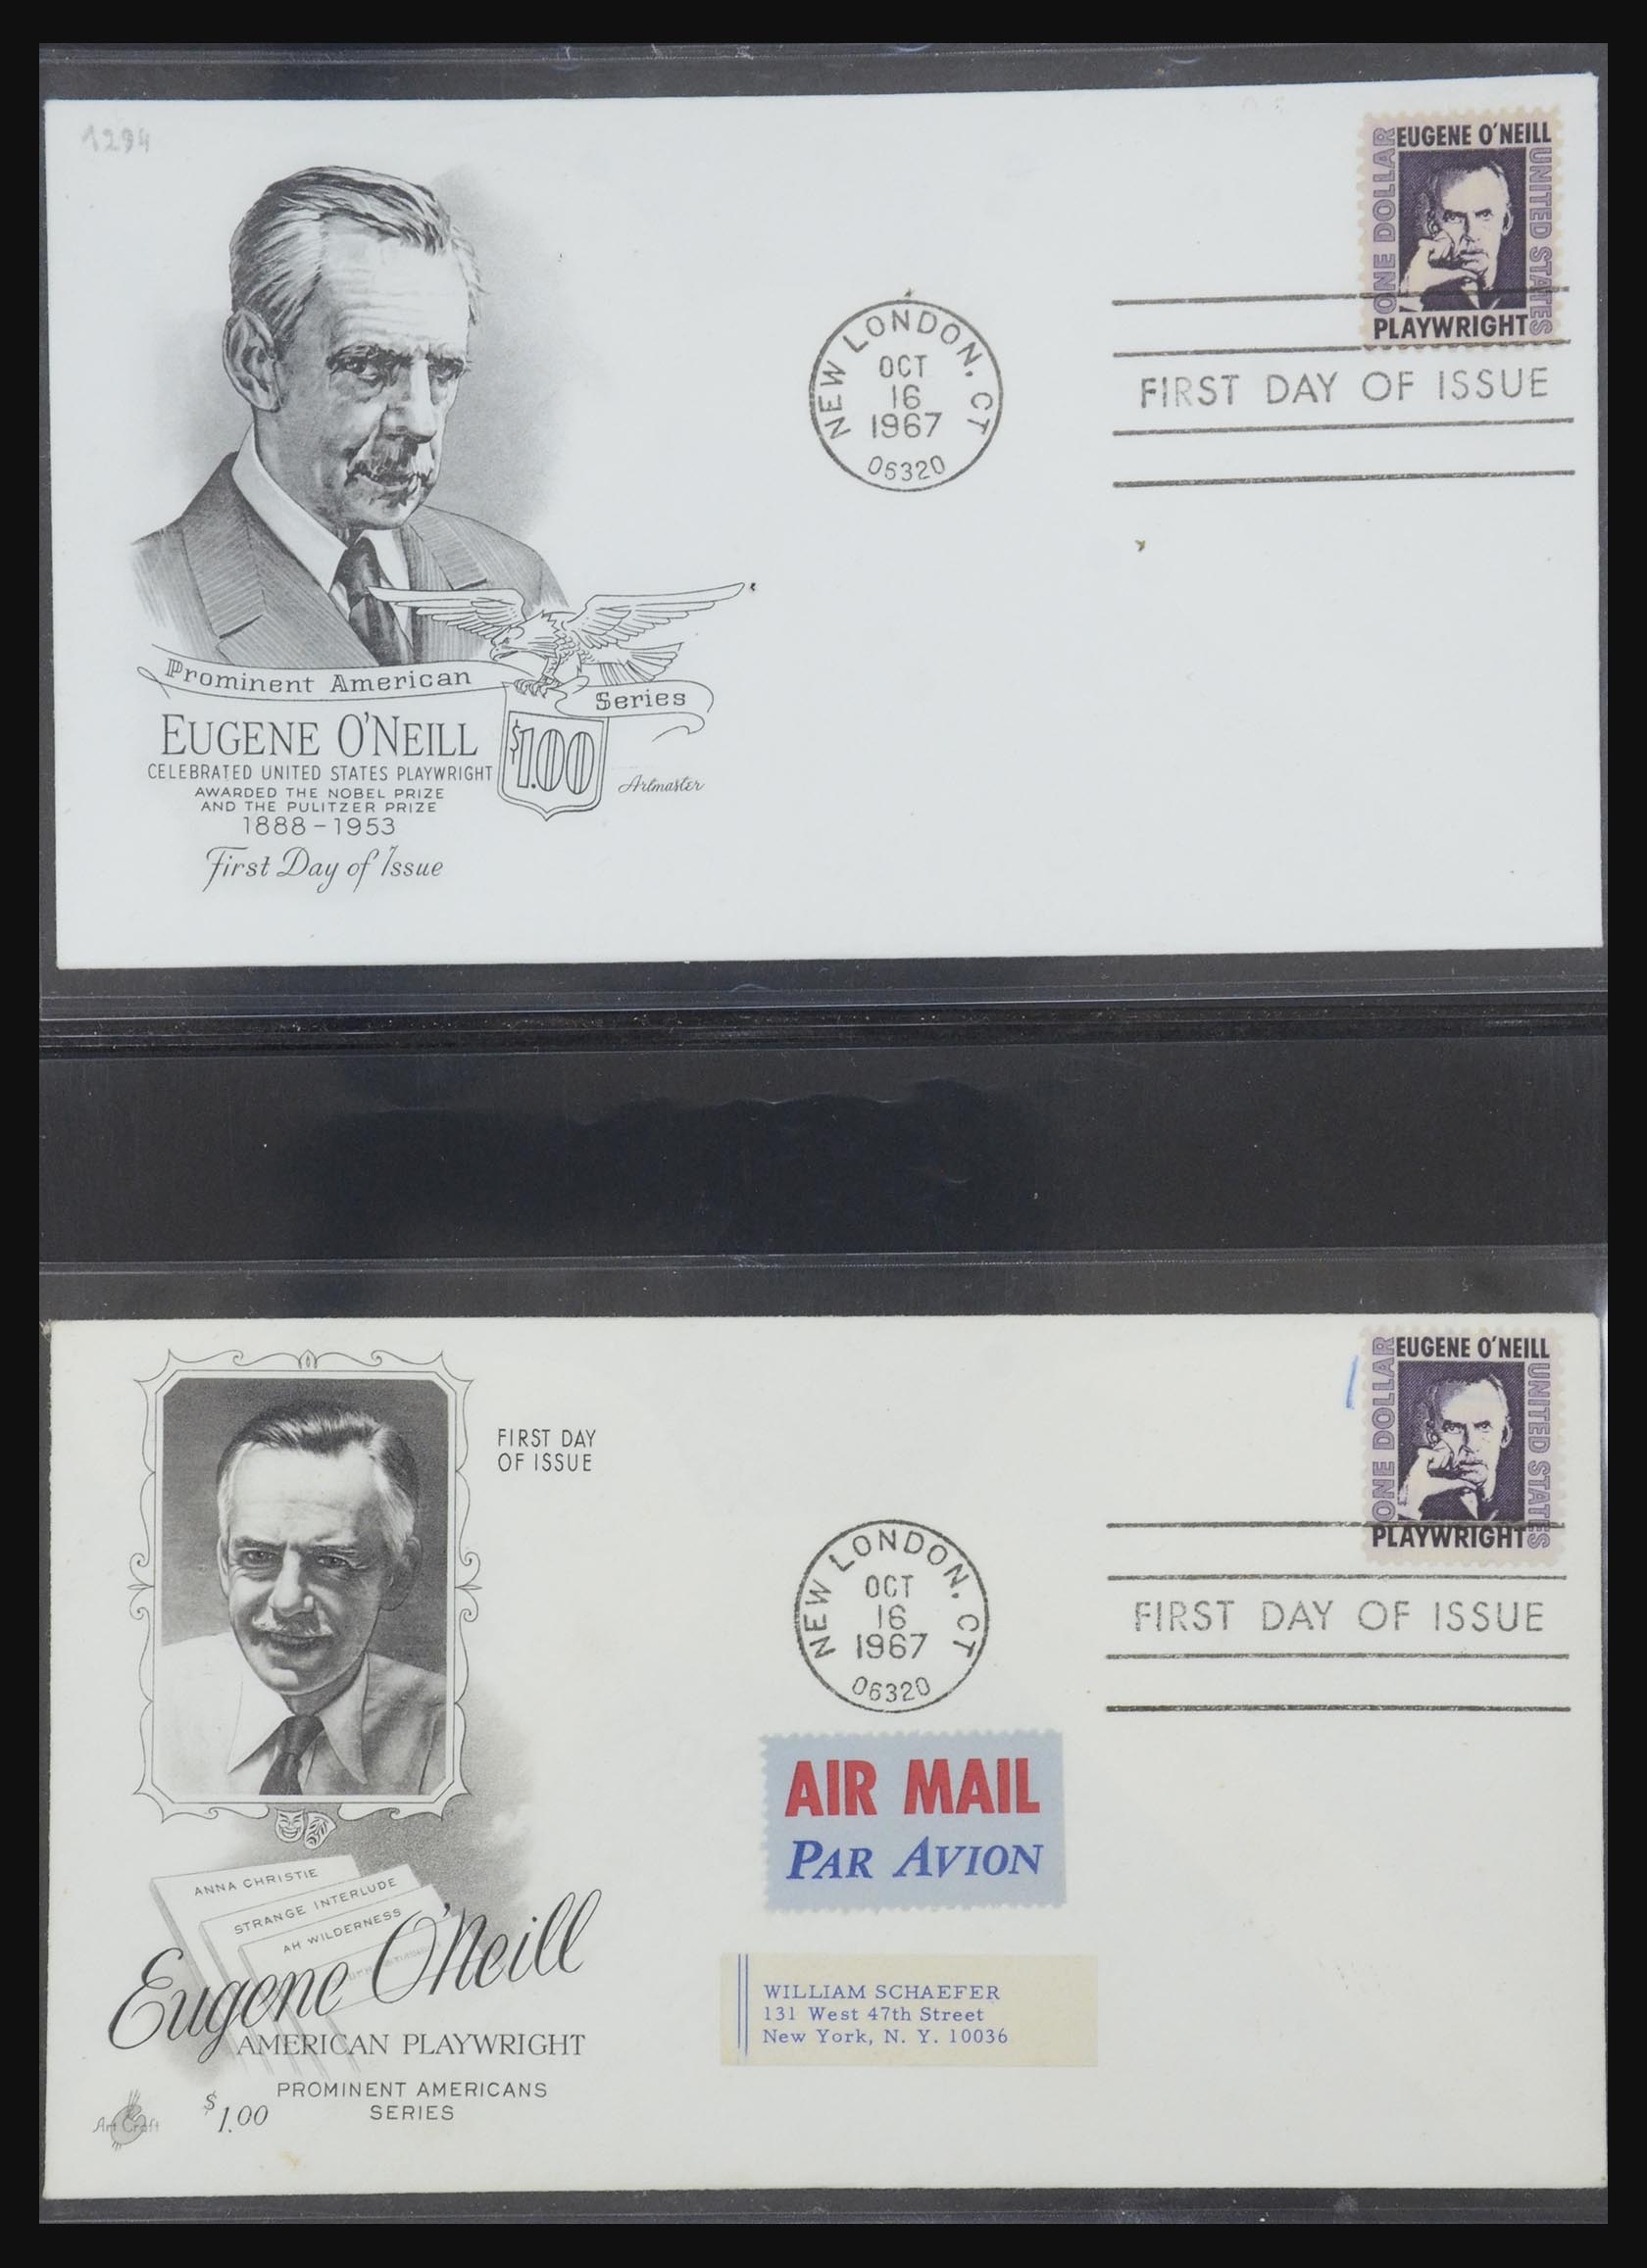 1294
EUGENE O'NEILL
ONE DOLLAR
UNITED STATES
PLAYWRIGHT
NEW LONDON, CT
OCT
16
1967
06320
FIRST DAY OF ISSUE
Prominent American
Series
EUGENE O'NEILL
$1.00
CELEBRATED UNITED STATES PLAYWRIGHT
AWARDED THE NOBEL PRIZE
AND THE PULITZER PRIZE
1888-1953
Artmaster
First Day of Issue
EUGENE O'NEILL
ONE DOLLAR
UNITED STATES
PLAYWRIGHT
FIRST DAY
OF ISSUE
NEW LONDON, CT
OCT
16
1967
06320
FIRST DAY OF ISSUE
AIR MAIL
PAR AVION
ANNA CHRISTIE
STRANGE INTERLUDE
AH WILDERNESS
Eugene O'Neill
AMERICAN PLAYWRIGHT
WILLIAM SCHAEFER
131 West 47th Street
New York, N. Y. 10036
PROMINENT AMERICANS
SERIES
$1.00
Art Craft